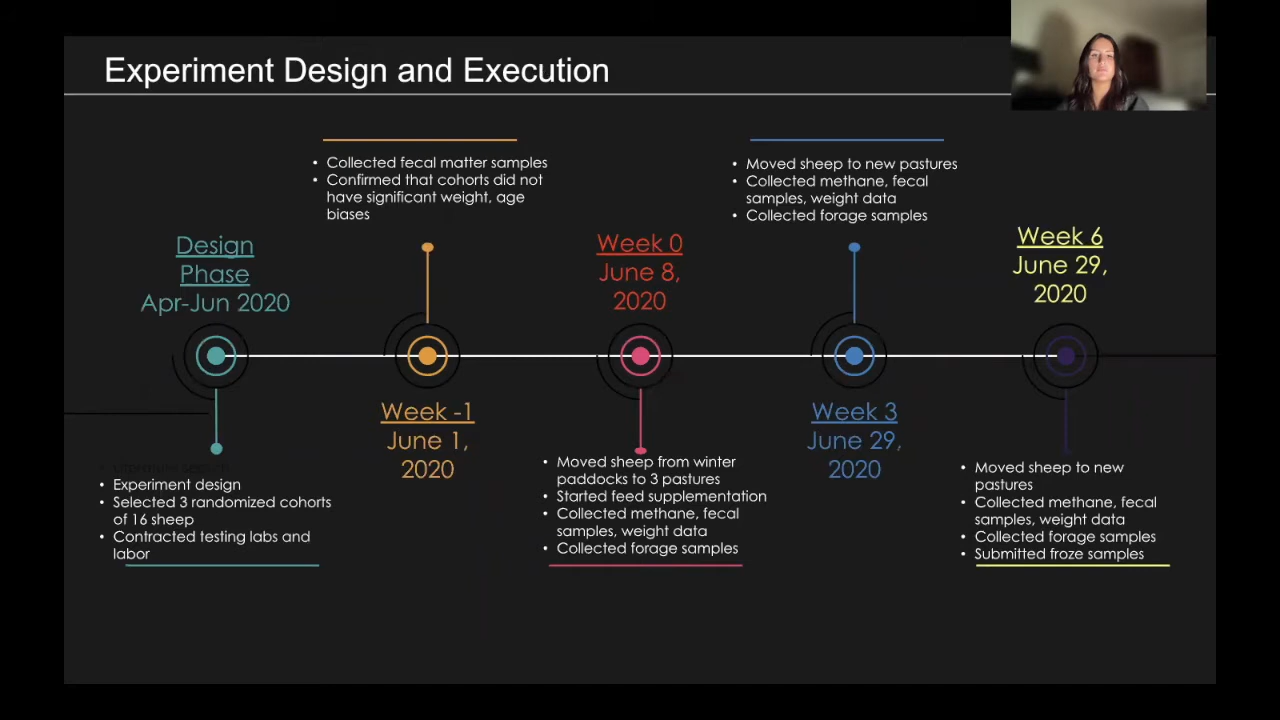 Experiment Design and Execution
Design
Phase
Apr-Jun 2020
• Experiment design
• Selected 3 randomized cohorts
of 16 sheep
• Contracted testing labs and
labor
• Collected fecal matter samples
• Confirmed that cohorts did not
have significant weight, age
biases
Week -1
June 1,
2020
Week 0
June 8,
2020
• Moved sheep from winter
paddocks to 3 pastures
• Started feed supplementation
• Collected methane, fecal
samples, weight data
• Collected forage samples
• Moved sheep to new pastures
• Collected methane, fecal
samples, weight data
• Collected forage samples
Week 3
June 29,
2020
Week 6
June 29,
2020
• Moved sheep to new
pastures
• Collected methane, fecal
samples, weight data
• Collected forage samples
• Submitted froze samples